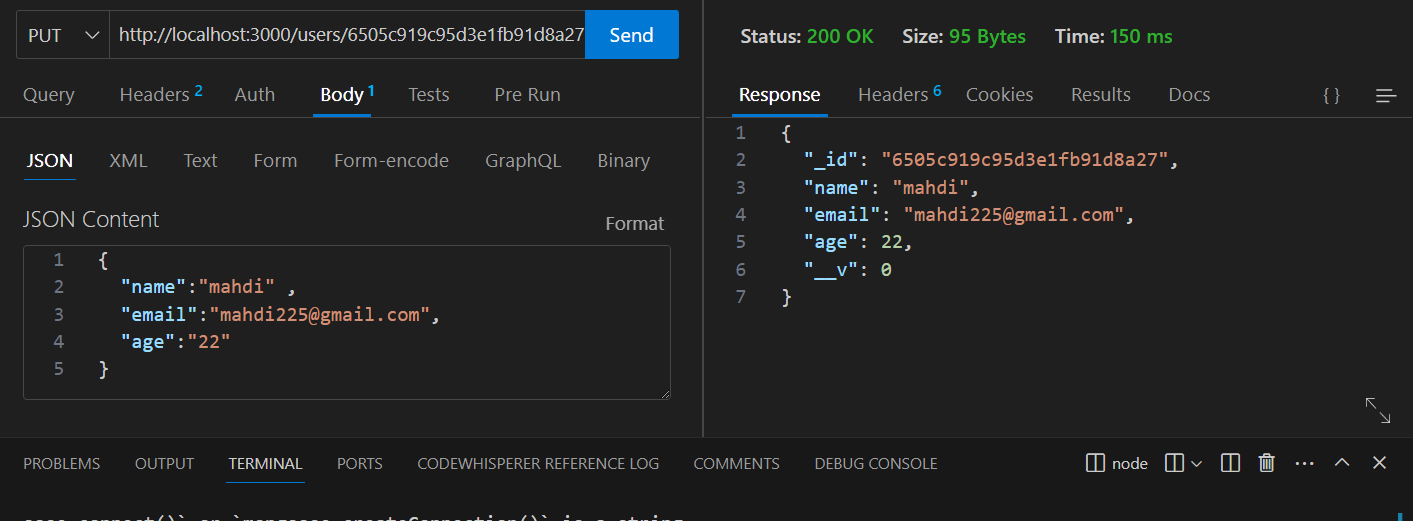 PUT http://localhost:3000/users/6505c919c95d3e1fb91d8a27 Send
Query Headers 2 Auth Body 1 Tests Pre Run
JSON XML Text Form Form-encode GraphQL Binary
JSON Content Format
1 {
2 "name":"mahdi" ,
3 "email":"mahdi225@gmail.com",
4 "age":"22"
5 }
Status: 200 OK Size: 95 Bytes Time: 150 ms
Response Headers 6 Cookies Results Docs { }
1 {
2 "_id": "6505c919c95d3e1fb91d8a27",
3 "name": "mahdi",
4 "email": "mahdi225@gmail.com",
5 "age": 22,
6 "__v": 0
7 }
PROBLEMS OUTPUT TERMINAL PORTS CODEWHISPERER REFERENCE LOG COMMENTS DEBUG CONSOLE node